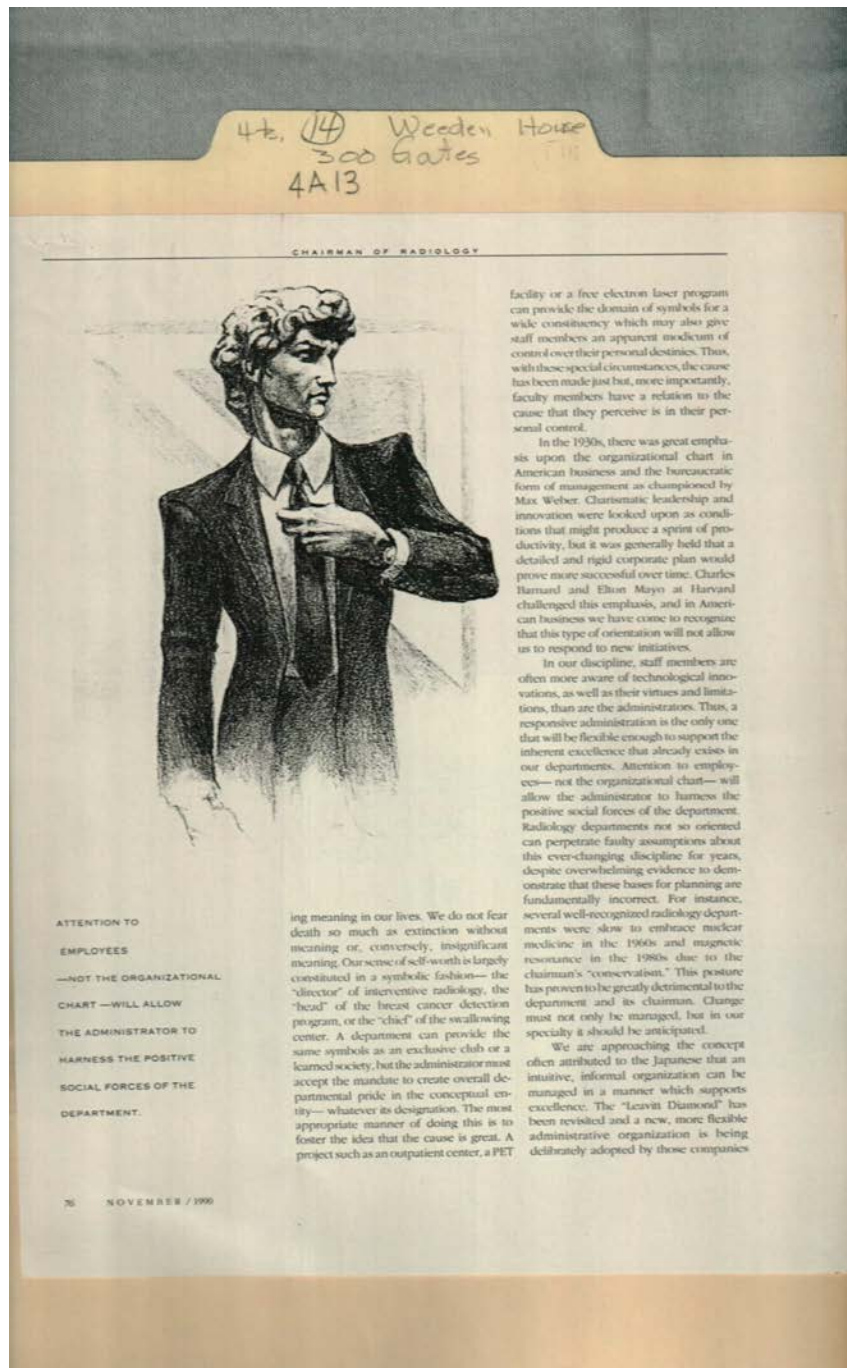 4 1/2, 14 Weeden House
300 Gates
4A13
CHAIRMAN OF RADIOLOGY
ATTENTION TO
EMPLOYEES
—NOT THE ORGANIZATIONAL
CHART —WILL ALLOW
THE ADMINISTRATOR TO
HARNESS THE POSITIVE
SOCIAL FORCES OF THE
DEPARTMENT.
ing meaning in our lives. We do not fear
death so much as extinction without
meaning or, conversely, insignificant
meaning. Our sense of self-worth is largely
constituted in a symbolic fashion— the
"director" of interventive radiology, the
"head" of the breast cancer detection
program, or the "chief" of the swallowing
center. A department can provide the
same symbols as an exclusive club or a
learned society, but the administrator must
accept the mandate to create overall de-
partmental pride in the conceptual en-
tity— whatever its designation. The most
appropriate manner of doing this is to
foster the idea that the cause is great. A
project such as an outpatient center, a PET
facility or a free electron laser program
can provide the domain of symbols for a
wide constituency which may also give
staff members an apparent modicum of
control over their personal destinies. Thus,
with these special circumstances, the cause
has been made just but, more importantly,
faculty members have a relation to the
cause that they perceive is in their per-
sonal control.
In the 1930s, there was great empha-
sis upon the organizational chart in
American business and the bureaucratic
form of management as championed by
Max Weber. Charismatic leadership and
innovation were looked upon as condi-
tions that might produce a sprint of pro-
ductivity, but it was generally held that a
detailed and rigid corporate plan would
prove more successful over time. Charles
Barnard and Elton Mayo at Harvard
challenged this emphasis, and in Ameri-
can business we have come to recognize
that this type of orientation will not allow
us to respond to new initiatives.
In our discipline, staff members are
often more aware of technological inno-
vations, as well as their virtues and limita-
tions, than are the administrators. Thus, a
responsive administration is the only one
that will be flexible enough to support the
inherent excellence that already exists in
our departments. Attention to employ-
ees— not the organizational chart— will
allow the administrator to harness the
positive social forces of the department.
Radiology departments not so oriented
can perpetrate faulty assumptions about
this ever-changing discipline for years,
despite overwhelming evidence to dem-
onstrate that these bases for planning are
fundamentally incorrect. For instance,
several well-recognized radiology depart-
ments were slow to embrace nuclear
medicine in the 1960s and magnetic
resonance in the 1980s due to the
chairman's "conservatism." This posture
has proven to be greatly detrimental to the
department and its chairman. Change
must not only be managed, but in our
specialty it should be anticipated.
We are approaching the concept
often attributed to the Japanese that an
intuitive, informal organization can be
managed in a manner which supports
excellence. The "Leavitt Diamond" has
been revisited and a new, more flexible
administrative organization is being
delibrately adopted by those companies
76 NOVEMBER / 1990